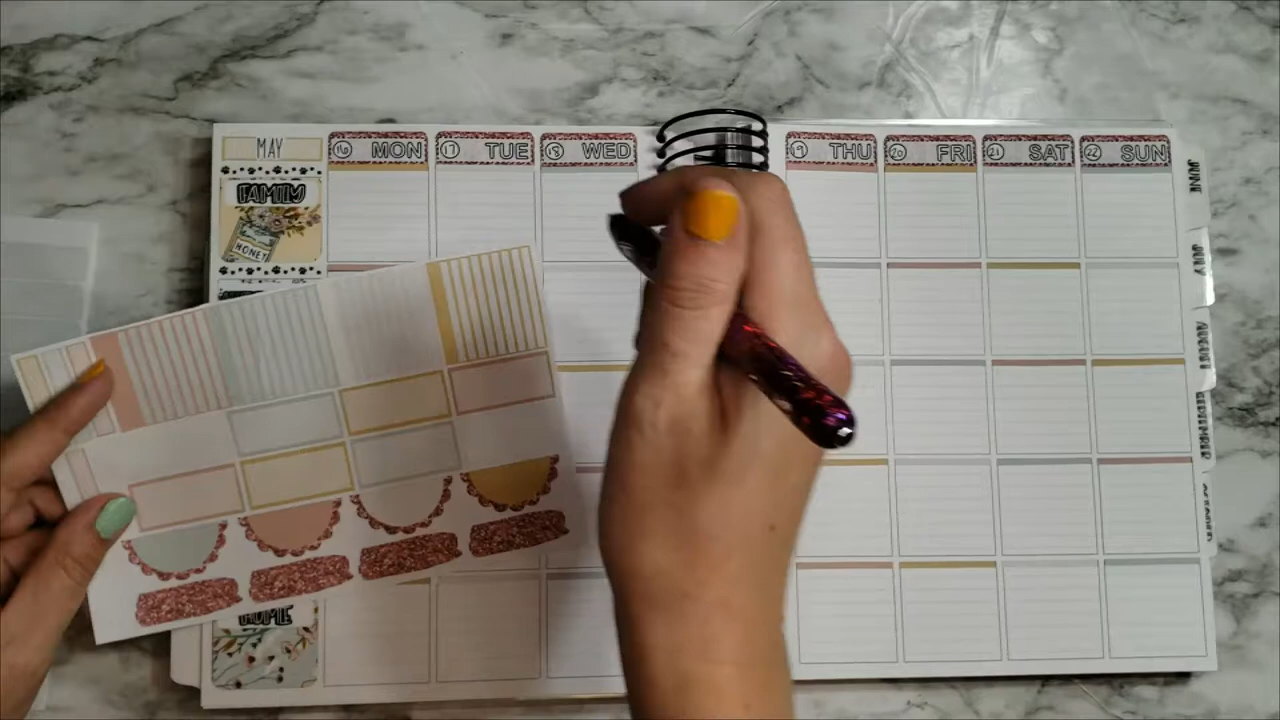 MAY
16 MON
17 TUE
18 WED
19 THU
20 FRI
21 SAT
22 SUN
FAMILY
HONEY
HOME
JUNE
JULY
AUGUST